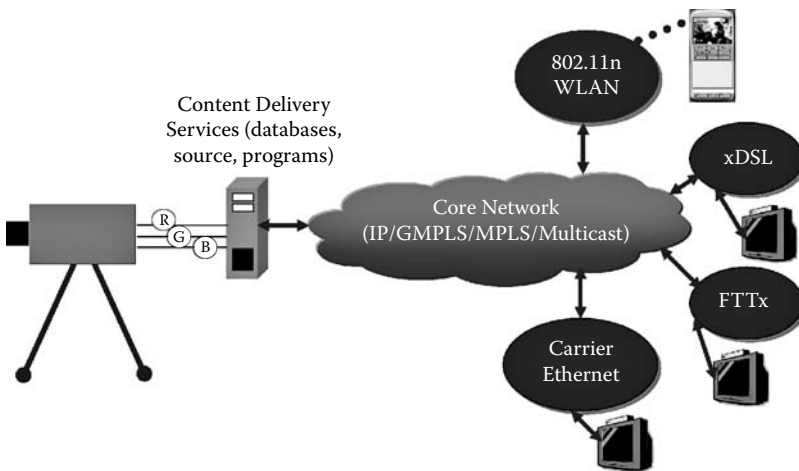 802.11n
WLAN
Content Delivery
Services (databases,
source, programs)
xDSL
R
G
B
Core Network
(IP/GMPLS/MPLS/Multicast)
FTTx
Carrier
Ethernet